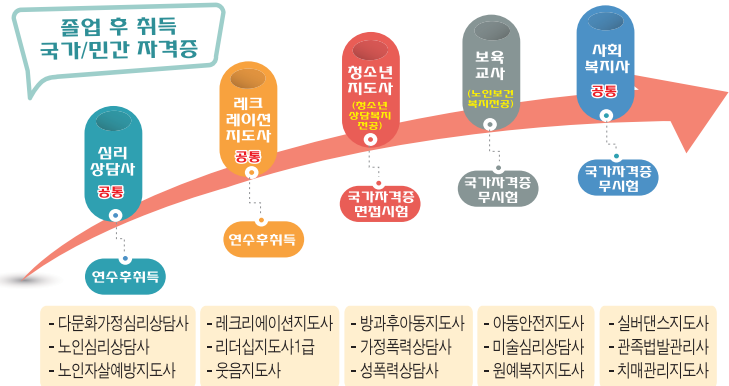 졸업 후 취득
국가/민간 자격증
심리
상담사
공통
연수후취득
레크
레이션
지도사
공통
연수후취득
청소년
지도사
(청소년
상담복지
전공)
국가자격증
면접시험
보육
교사
(노인보건
복지전공)
국가자격증
무시험
사회
복지사
공통
국가자격증
무시험
- 다문화가정심리상담사
- 노인심리상담사
- 노인자살예방지도사
- 레크리에이션지도사
- 리더십지도사1급
- 웃음지도사
- 방과후아동지도사
- 가정폭력상담사
- 성폭력상담사
- 아동안전지도사
- 미술심리상담사
- 원예복지지도사
- 실버댄스지도사
- 관족법발관리사
- 치매관리지도사